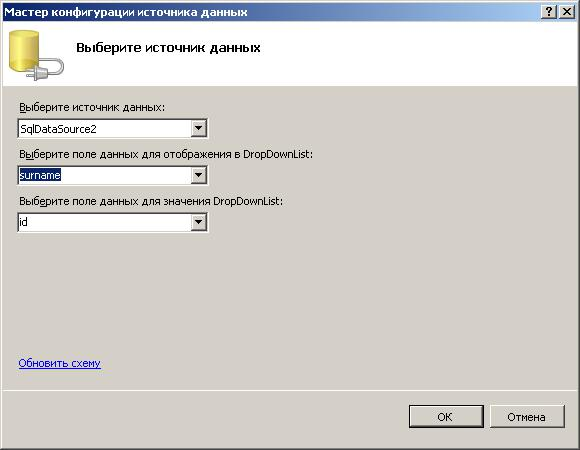 Мастер конфигурации источника данных
Выберите источник данных
Выберите источник данных:
SqlDataSource2
Выберите поле данных для отображения в DropDownList:
surname
Выберите поле данных для значения DropDownList:
id
Обновить схему
ОК
Отмена